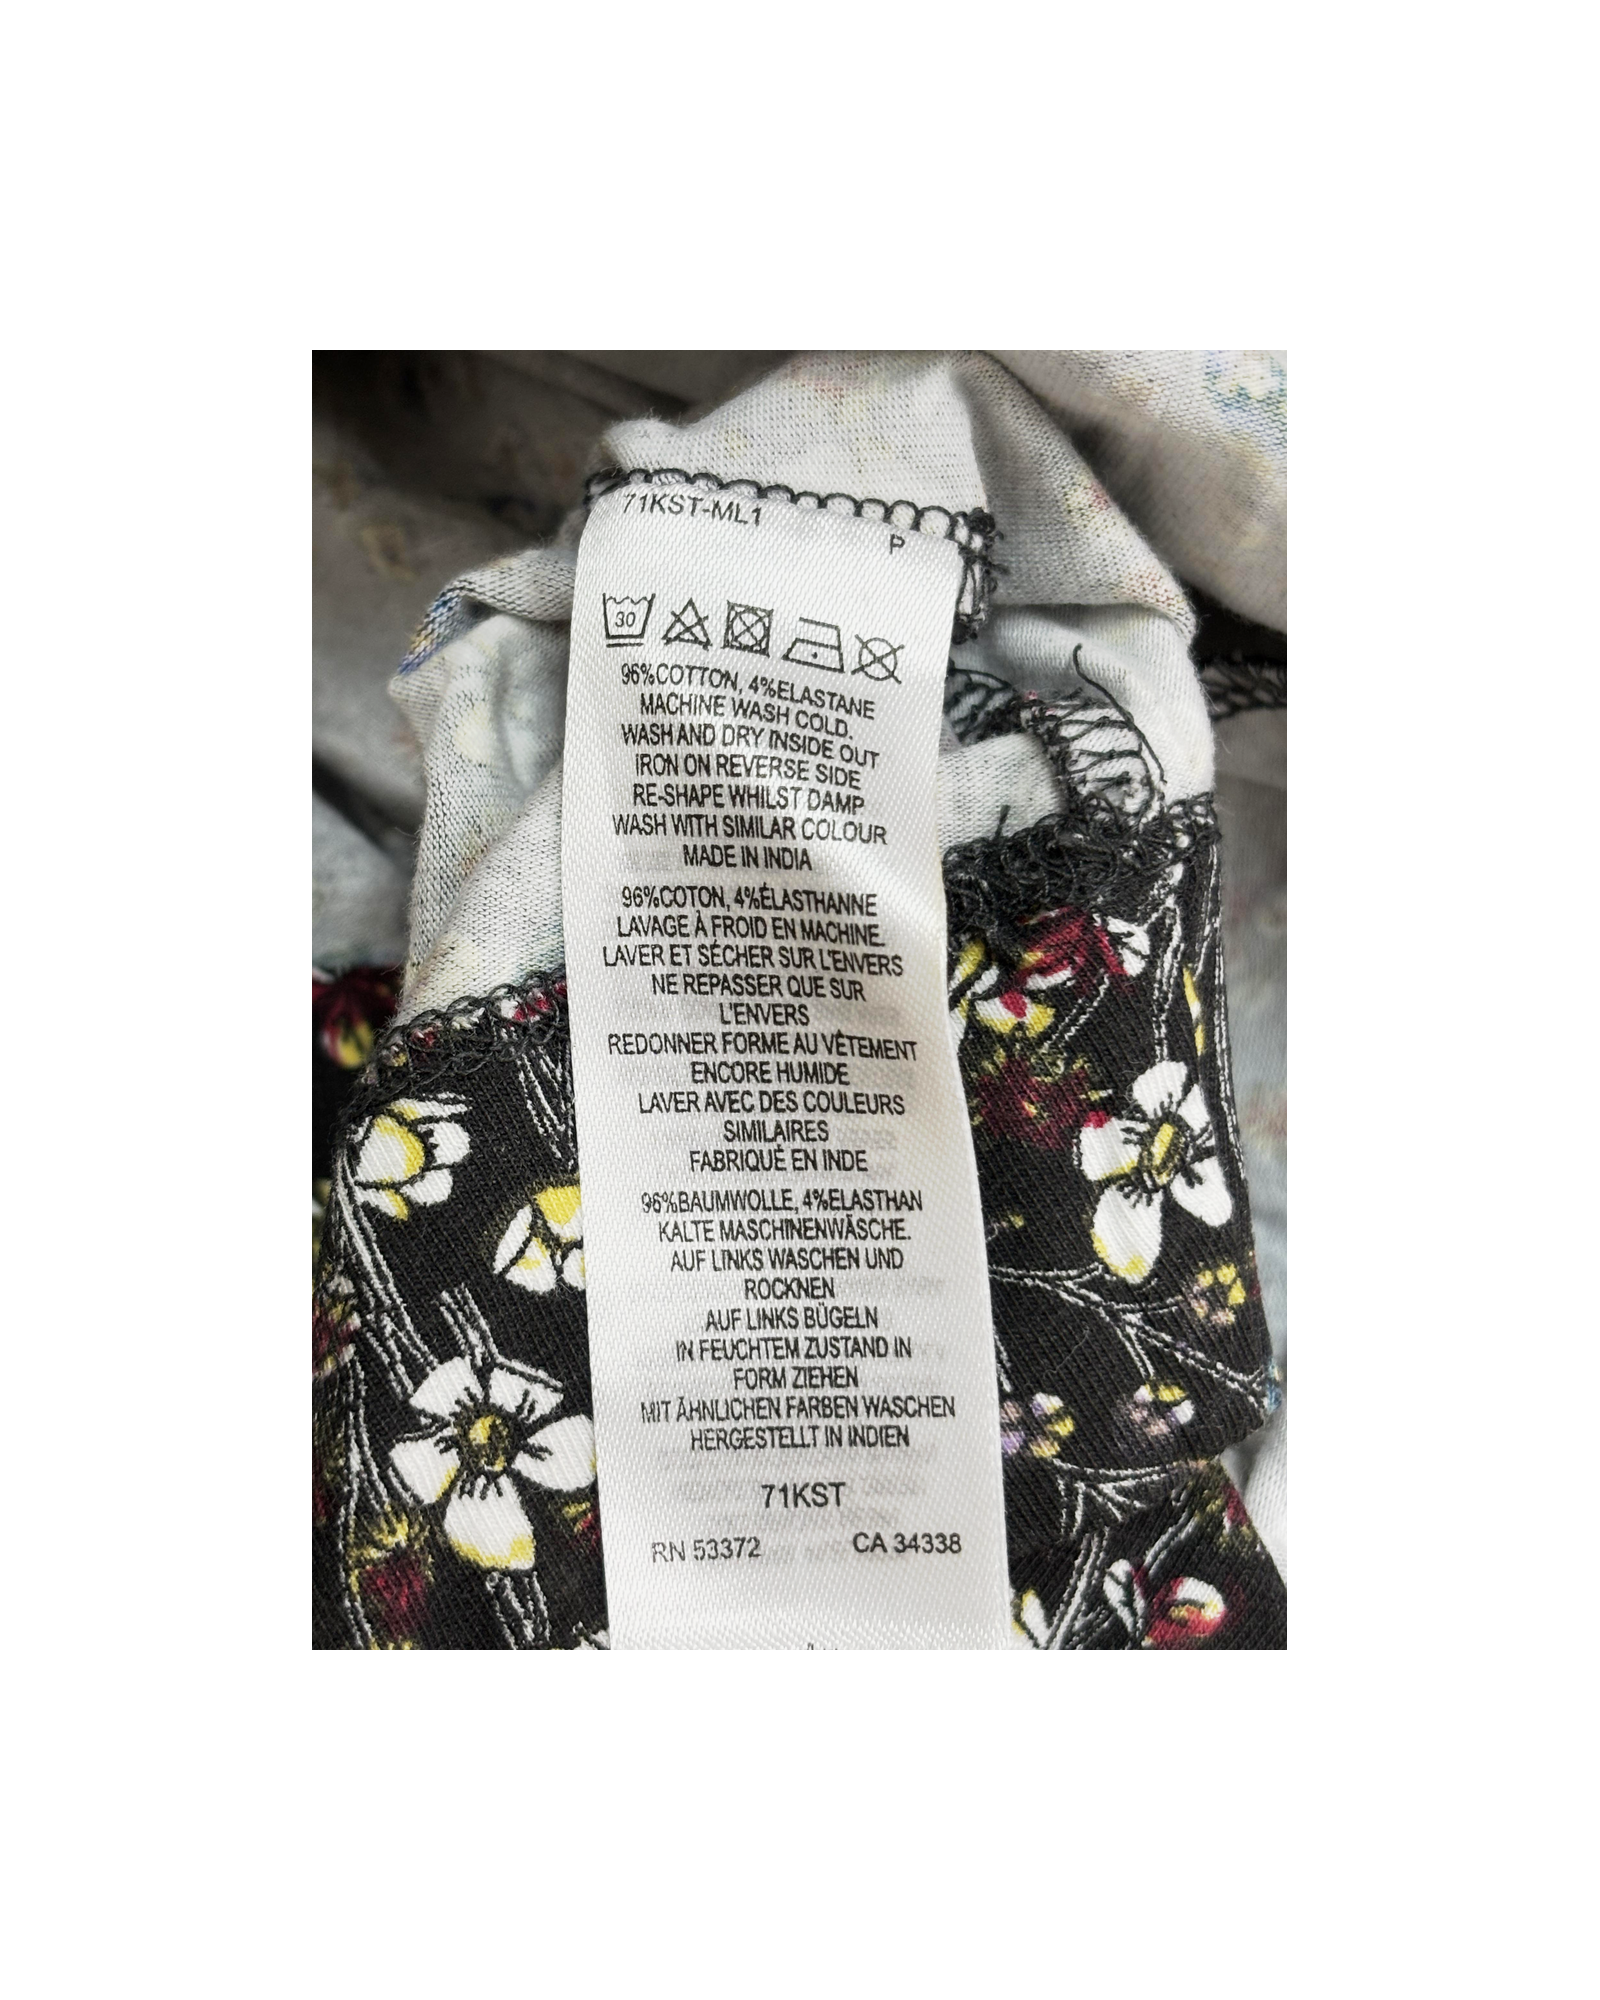 71KST-ML1
P
30
96%COTTON, 4%ELASTANE
MACHINE WASH COLD.
WASH AND DRY INSIDE OUT
IRON ON REVERSE SIDE
RE-SHAPE WHILST DAMP
WASH WITH SIMILAR COLOUR
MADE IN INDIA
96%COTON, 4%ÉLASTHANNE
LAVAGE À FROID EN MACHINE.
LAVER ET SÉCHER SUR L'ENVERS
NE REPASSER QUE SUR
L'ENVERS
REDONNER FORME AU VÊTEMENT
ENCORE HUMIDE
LAVER AVEC DES COULEURS
SIMILAIRES
FABRIQUÉ EN INDE
96%BAUMWOLLE, 4%ELASTHAN
KALTE MASCHINENWÄSCHE.
AUF LINKS WASCHEN UND
ROCKNEN
AUF LINKS BÜGELN
IN FEUCHTEM ZUSTAND IN
FORM ZIEHEN
MIT ÄHNLICHEN FARBEN WASCHEN
HERGESTELLT IN INDIEN
71KST
RN 53372 CA 34338